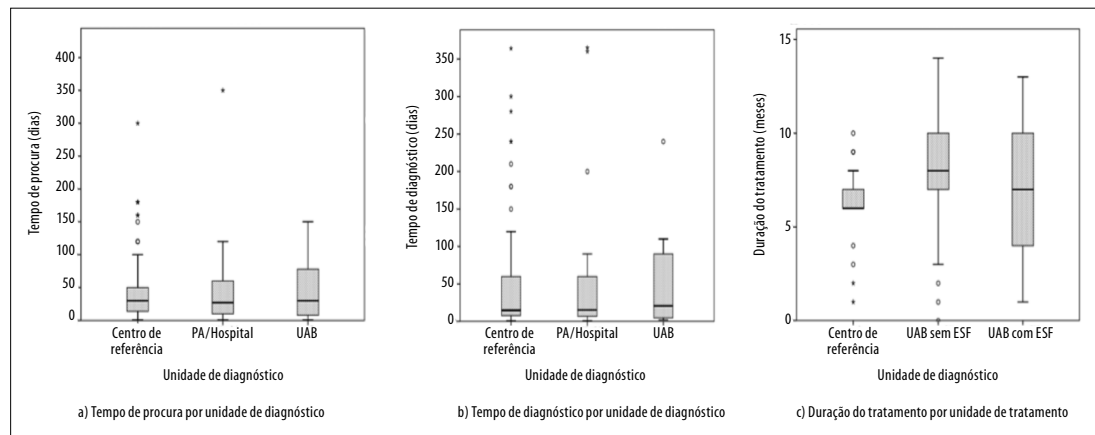 Tempo de procura (dias)
400
350
300
250
200
150
100
50
0
Centro de
referência
PA/Hospital
UAB
Unidade de diagnóstico
a) Tempo de procura por unidade de diagnóstico
Tempo de diagnóstico (dias)
350
300
250
200
150
100
50
0
Centro de
referência
PA/Hospital
UAB
Unidade de diagnóstico
b) Tempo de diagnóstico por unidade de diagnóstico
Duração do tratamento (meses)
15
10
5
0
Centro de
referência
UAB sem ESF
UAB com ESF
Unidade de diagnóstico
c) Duração do tratamento por unidade de tratamento